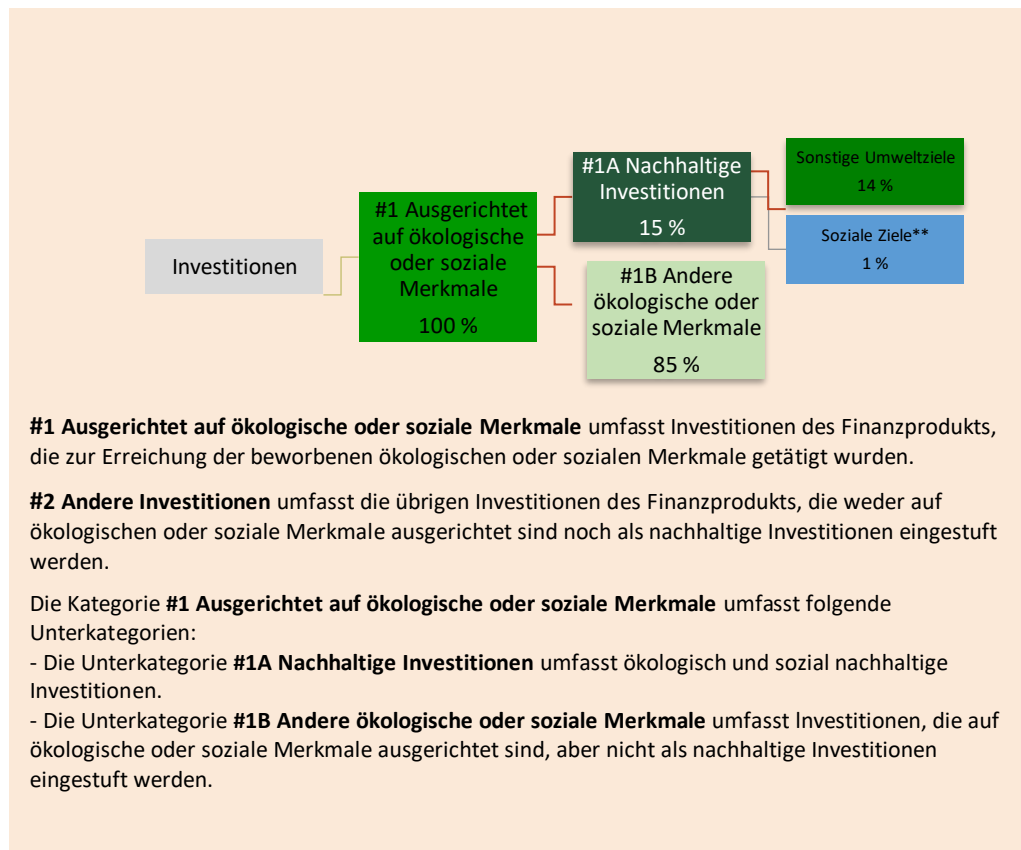 Investitionen
#1 Ausgerichtet
auf ökologische
oder soziale
Merkmale
100 %
#1A Nachhaltige
Investitionen
15 %
#1B Andere
ökologische oder
soziale Merkmale
85 %
Sonstige Umweltziele
14 %
Soziale Ziele**
1 %
#1 Ausgerichtet auf ökologische oder soziale Merkmale umfasst Investitionen des Finanzprodukts,
die zur Erreichung der beworbenen ökologischen oder sozialen Merkmale getätigt wurden.
#2 Andere Investitionen umfasst die übrigen Investitionen des Finanzprodukts, die weder auf
ökologischen oder soziale Merkmale ausgerichtet sind noch als nachhaltige Investitionen eingestuft
werden.
Die Kategorie #1 Ausgerichtet auf ökologische oder soziale Merkmale umfasst folgende
Unterkategorien:
- Die Unterkategorie #1A Nachhaltige Investitionen umfasst ökologisch und sozial nachhaltige
Investitionen.
- Die Unterkategorie #1B Andere ökologische oder soziale Merkmale umfasst lnvestitionen, die auf
ökologische oder soziale Merkmale ausgerichtet sind, aber nicht als nachhaltige Investitionen
eingestuft werden.